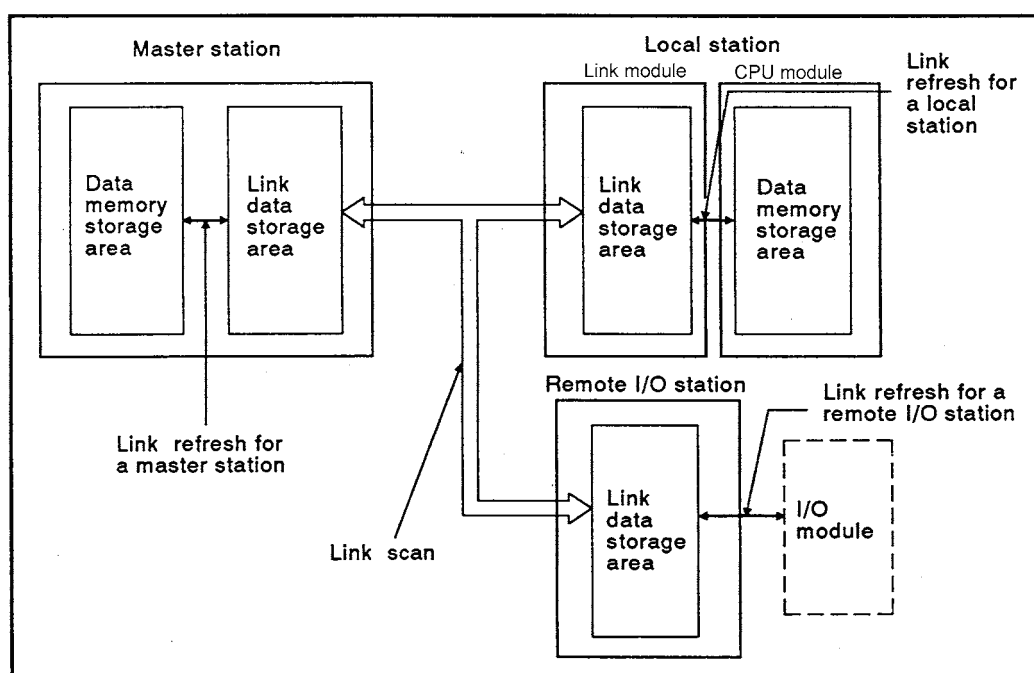 Master station
Local station
Link module
CPU module
Link
refresh for
a local
station
Data
memory
storage
area
Link
data
storage
area
Link
data
storage
area
Data
memory
storage
area
Link refresh for
a master station
Link scan
Remote I/O station
Link refresh for a
remote I/O station
Link
data
storage
area
I/O
module